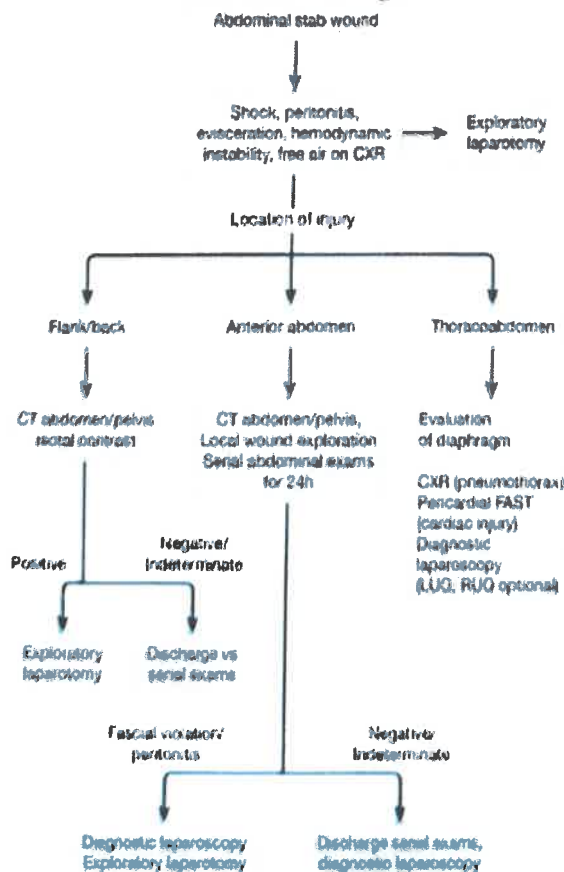 Abdominal stab wound
Shock, peritonitis,
evisceration, hemodynamic
instability, free air on CXR
Exploratory
laparotomy
Location of injury
Flank/back
Anterior abdomen
Thoracoabdomen
CT abdomen/pelvis
rectal contrast
CT abdomen/pelvis,
Local wound exploration
Serial abdominal exams
for 24h
Evaluation
of diaphragm
CXR (pneumothorax)
Pericardial FAST
(cardiac injury)
Diagnostic
laparoscopy
(LUQ, RUQ optional)
Positive
Negative/
Indeterminate
Exploratory
laparotomy
Discharge vs
serial exams
Fascial violation/
peritonitis
Negative/
Indeterminate
Diagnostic laparoscopy
Exploratory laparotomy
Discharge serial exams,
diagnostic laparoscopy